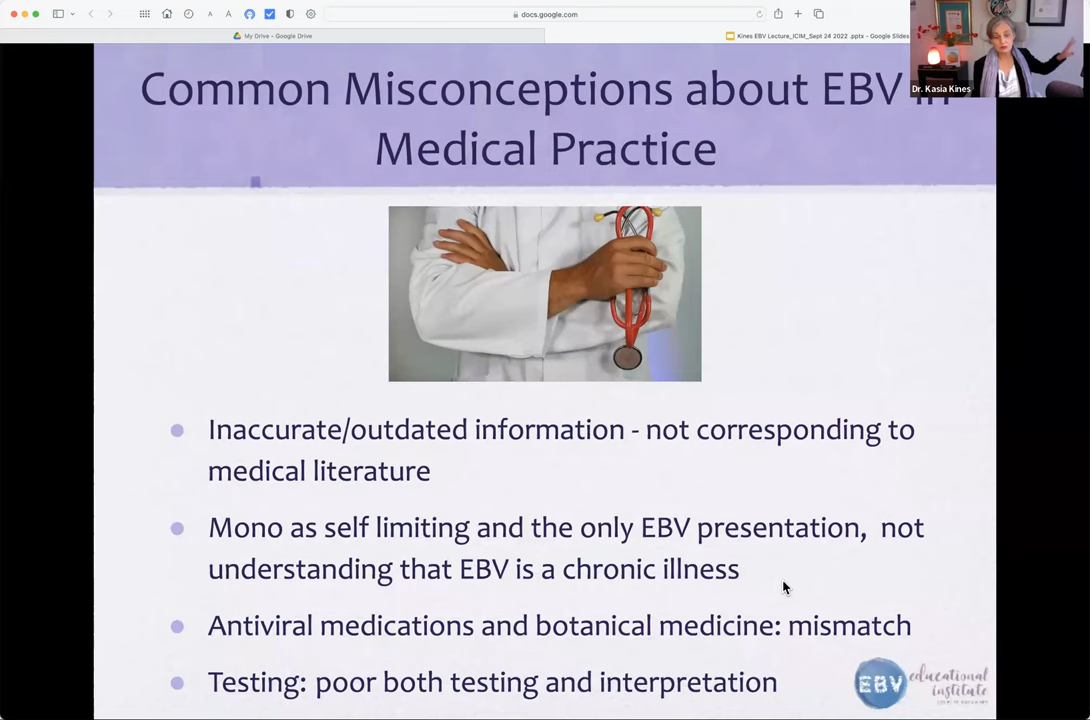 docs.google.com
My Drive - Google Drive
Kines EBV Lecture_ICIM_Sept 24 2022 .pptx - Google Slides
Dr. Kasia Kines
Common Misconceptions about EBV in
Medical Practice
Inaccurate/outdated information - not corresponding to
medical literature
Mono as self limiting and the only EBV presentation, not
understanding that EBV is a chronic illness
Antiviral medications and botanical medicine: mismatch
Testing: poor both testing and interpretation
EBV educational
institute